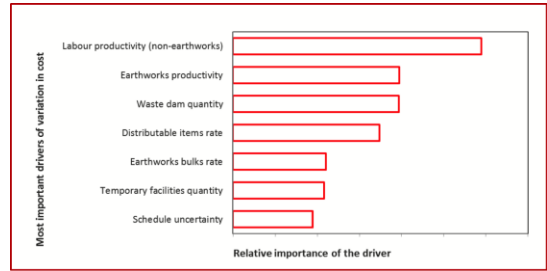 Most important drivers of variation in cost
Labour productivity (non-earthworks)
Earthworks productivity
Waste dam quantity
Distributable items rate
Earthworks bulks rate
Temporary facilities quantity
Schedule uncertainty
Relative importance of the driver